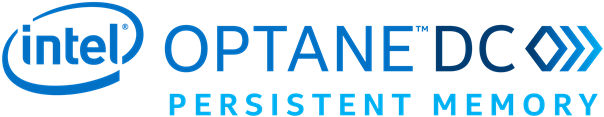 intel® OPTANE™ DC
PERSISTENT MEMORY